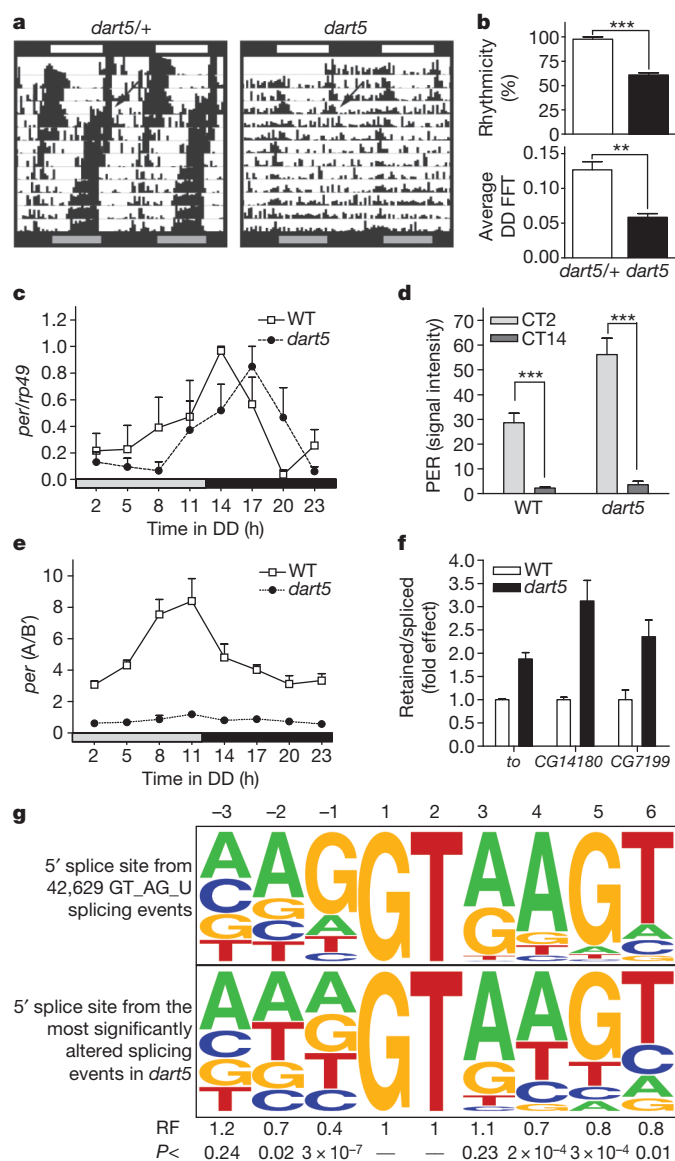 a
dart5/+
dart5
b
***
Rhythmicity
(%)
100
75
50
25
0
**
Average
DD FFT
0.15
0.10
0.05
0.00
dart5/+ dart5
c
WT
dart5
per/rp49
1.2
1.0
0.8
0.6
0.4
0.2
0.0
2 5 8 11 14 17 20 23
Time in DD (h)
d
CT2
CT14
***
***
PER (signal intensity)
70
60
50
40
30
20
10
0
WT
dart5
e
WT
dart5
per (A/B′)
10
8
6
4
2
0
2 5 8 11 14 17 20 23
Time in DD (h)
f
WT
dart5
Retained/spliced
(fold effect)
4.0
3.5
3.0
2.5
2.0
1.5
1.0
0.5
0.0
to CG14180 CG7199
g
−3 −2 −1 1 2 3 4 5 6
5′ splice site from
42,629 GT_AG_U
splicing events
A A G G T A A G T
C G A G G A A
G C T T C T C
T T C T C C G
5′ splice site from the
most significantly
altered splicing
events in dart5
A A A G T A A G T
C T G G T A C
G G T T C T A
T C C C G C G
RF 1.2 0.7 0.4 1 1 1.1 0.7 0.8 0.8
P< 0.24 0.02 3 × 10⁻⁷ — — 0.23 2 × 10⁻⁴ 3 × 10⁻⁴ 0.01